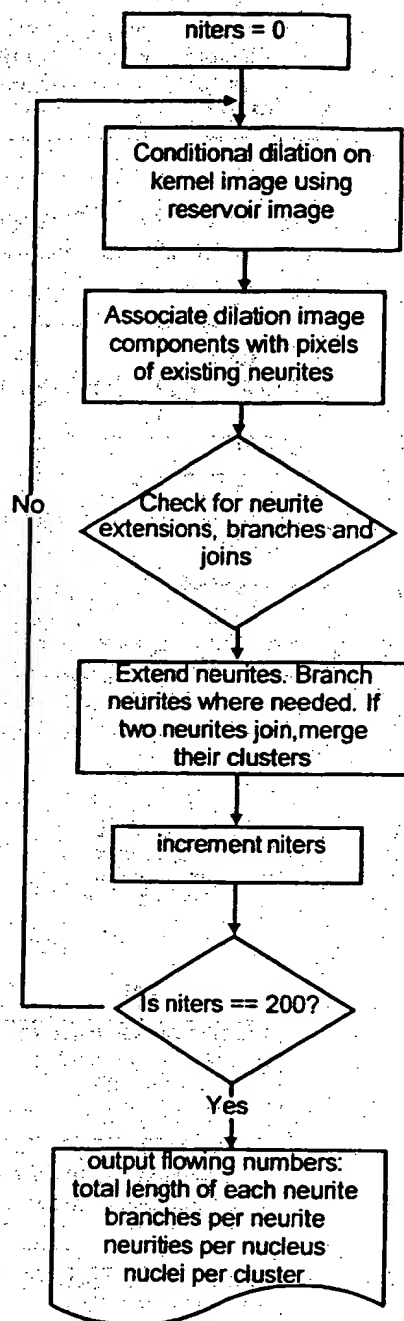 niters = 0
Conditional dilation on
kernel image using
reservoir image
Associate dilation image
components with pixels
of existing neurites
Check for neurite
extensions, branches and
joins
No
Extend neurites. Branch
neurites where needed. If
two neurites join,merge
their clusters
increment niters
Is niters == 200?
Yes
output flowing numbers:
total length of each neurite
branches per neurite
neurities per nucleus
nuclei per cluster